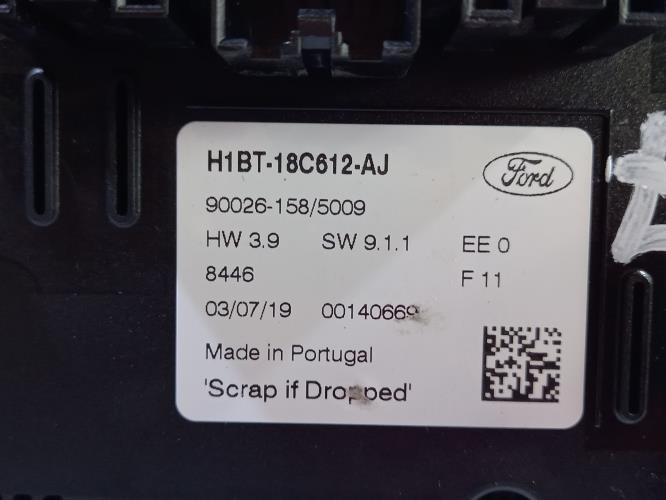 H1BT-18C612-AJ
Ford
90026-158/5009
HW 3.9 SW 9.1.1 EE 0
8446 F 11
03/07/19 00140669
Made in Portugal
'Scrap if Dropped'